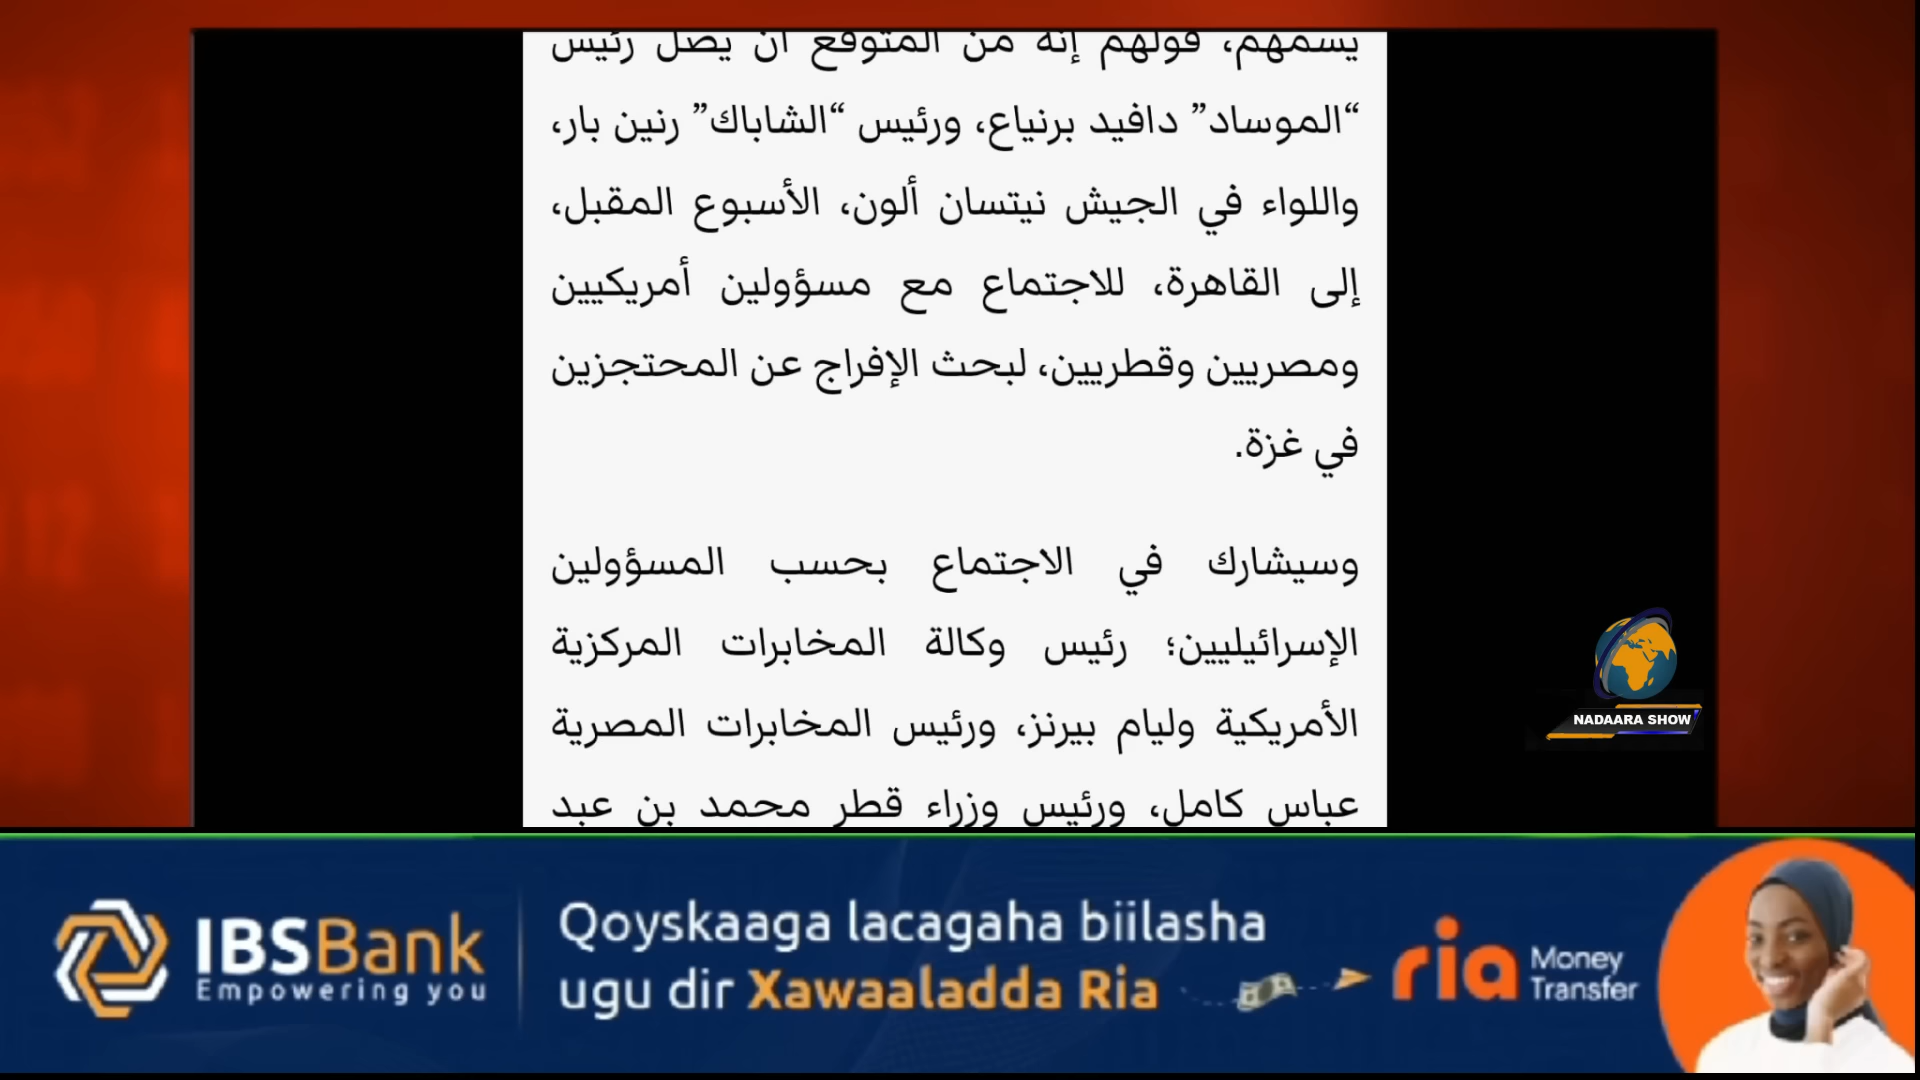 يسمهم، قولهم إنه من المتوقع أن يصل رئيس
“الموساد” دافيد برنياع، ورئيس “الشاباك” رنين بار،
واللواء في الجيش نيتسان ألون، الأسبوع المقبل،
إلى القاهرة، للاجتماع مع مسؤولين أمريكيين
ومصريين وقطريين، لبحث الإفراج عن المحتجزين
في غزة.
وسيشارك في الاجتماع بحسب المسؤولين
الإسرائيليين؛ رئيس وكالة المخابرات المركزية
الأمريكية وليام بيرنز، ورئيس المخابرات المصرية
عباس كامل، ورئيس وزراء قطر محمد بن عبد
NADAARA SHOW
IBSBank
Empowering you
Qoyskaaga lacagaha biilasha
ugu dir Xawaaladda Ria
ria Money
Transfer